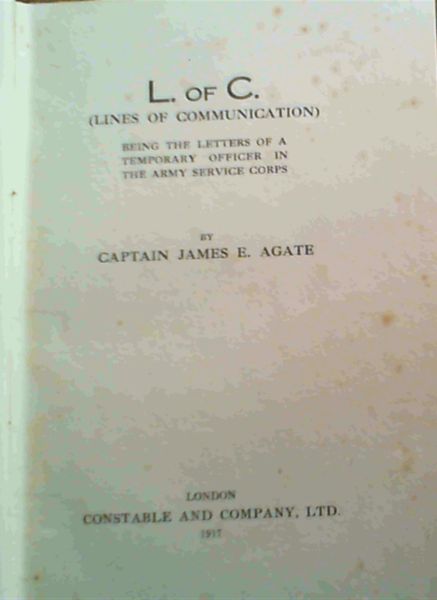 L. OF C.
(LINES OF COMMUNICATION)
BEING THE LETTERS OF A
TEMPORARY OFFICER IN
THE ARMY SERVICE CORPS
BY
CAPTAIN JAMES E. AGATE
LONDON
CONSTABLE AND COMPANY, LTD.
1917